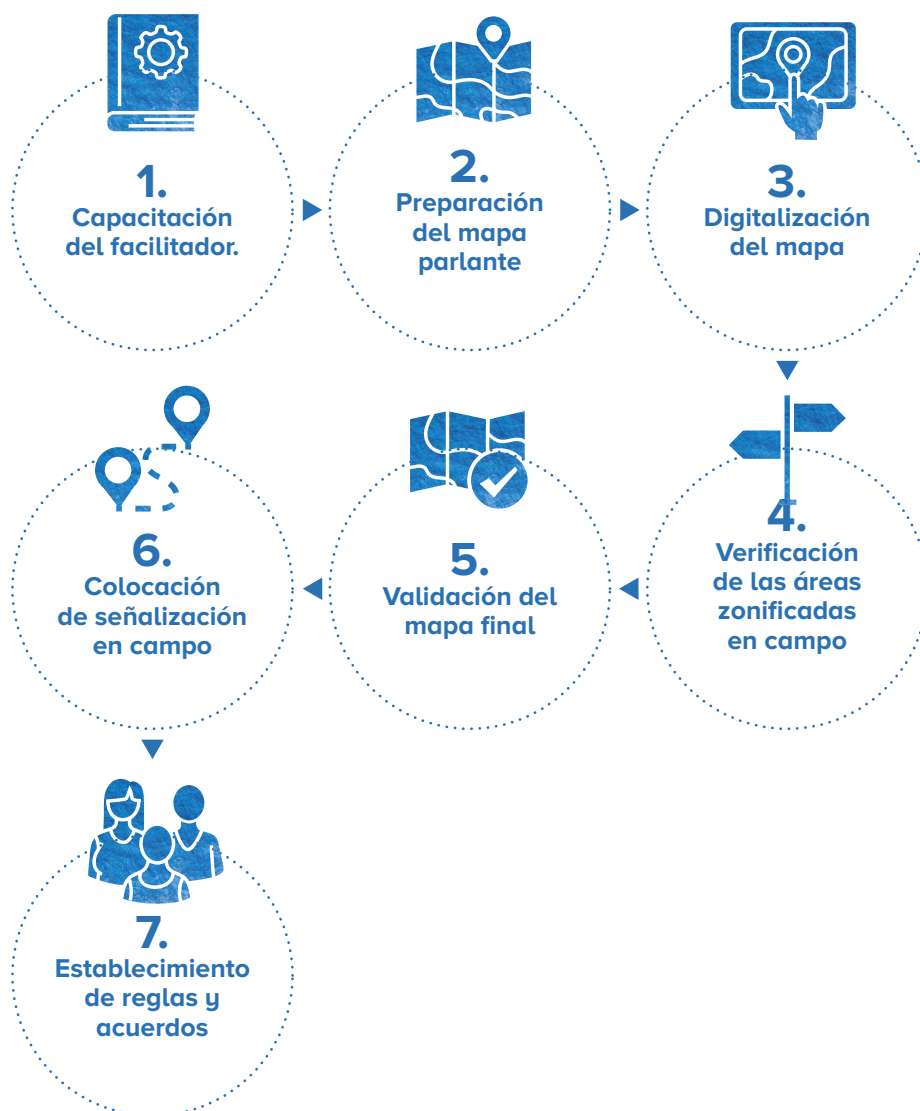 1.
Capacitación
del facilitador.
2.
Preparación
del mapa
parlante
3.
Digitalización
del mapa
4.
Verificación
de las áreas
zonificadas
en campo
5.
Validación del
mapa final
6.
Colocación
de señalización
en campo
7.
Establecimiento
de reglas y
acuerdos